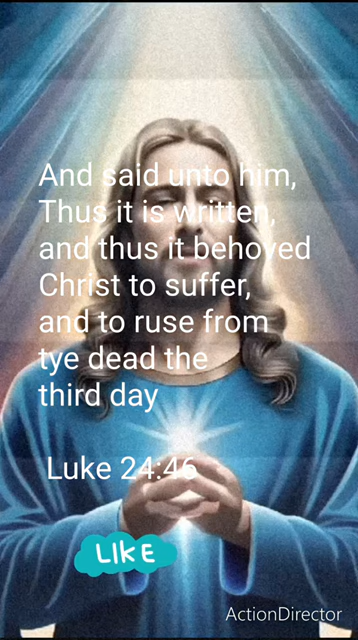 And said unto him,
Thus it is written,
and thus it behoved
Christ to suffer,
and to ruse from
tye dead the
third day
Luke 24:46
LIKE
ActionDirector